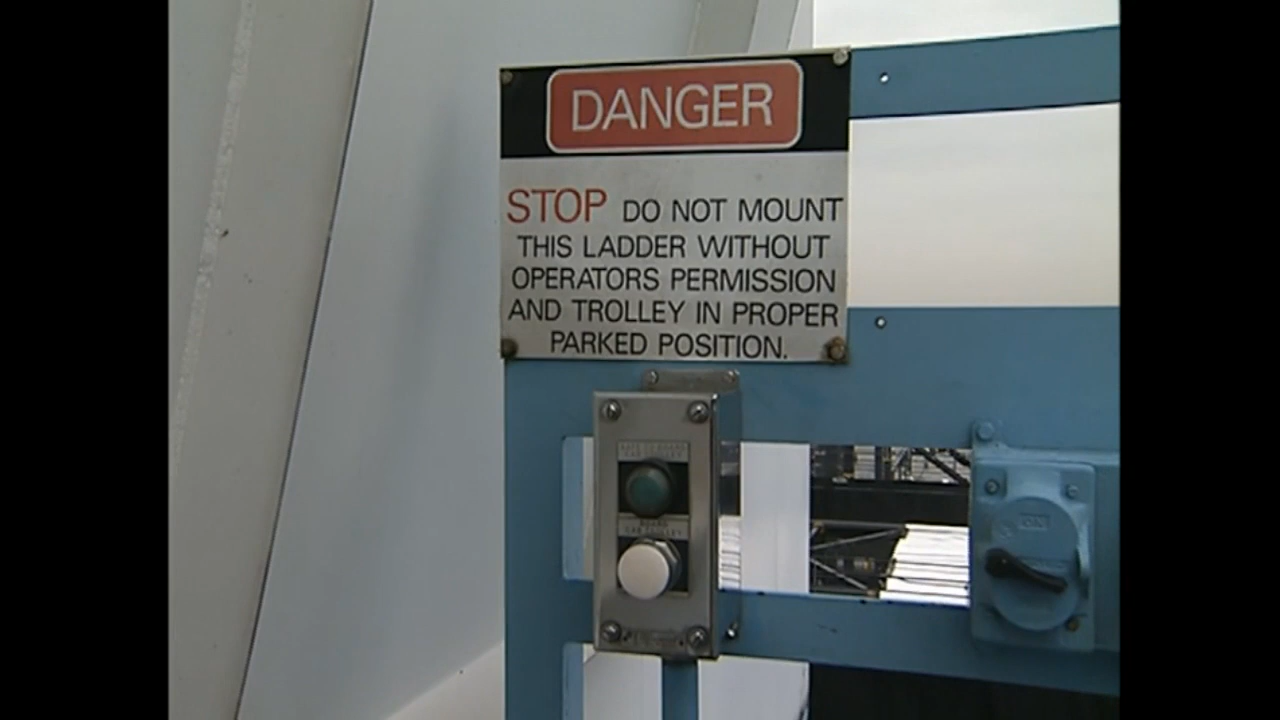 DANGER
STOP DO NOT MOUNT
THIS LADDER WITHOUT
OPERATORS PERMISSION
AND TROLLEY IN PROPER
PARKED POSITION.